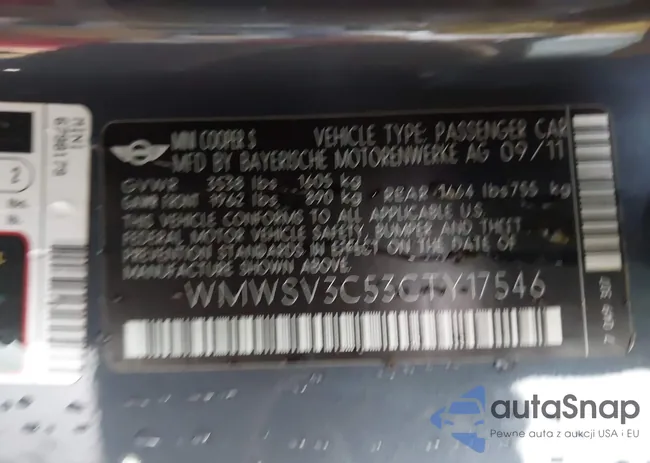 MINI COOPER S VEHICLE TYPE: PASSENGER CAR
MFD BY BAYERISCHE MOTORENWERKE AG 09/11
GVWR 3538 lbs 1605 kg
GAWR FRONT 1962 lbs 890 kg REAR 1664 lbs 755 kg
THIS VEHICLE CONFORMS TO ALL APPLICABLE U.S.
FEDERAL MOTOR VEHICLE SAFETY, BUMPER AND THEFT
PREVENTION STANDARDS IN EFFECT ON THE DATE OF
MANUFACTURE SHOWN ABOVE.
WMWSV3C53CTY17546
MINI
2
autaSnap
Pewne auta z aukcji USA i EU